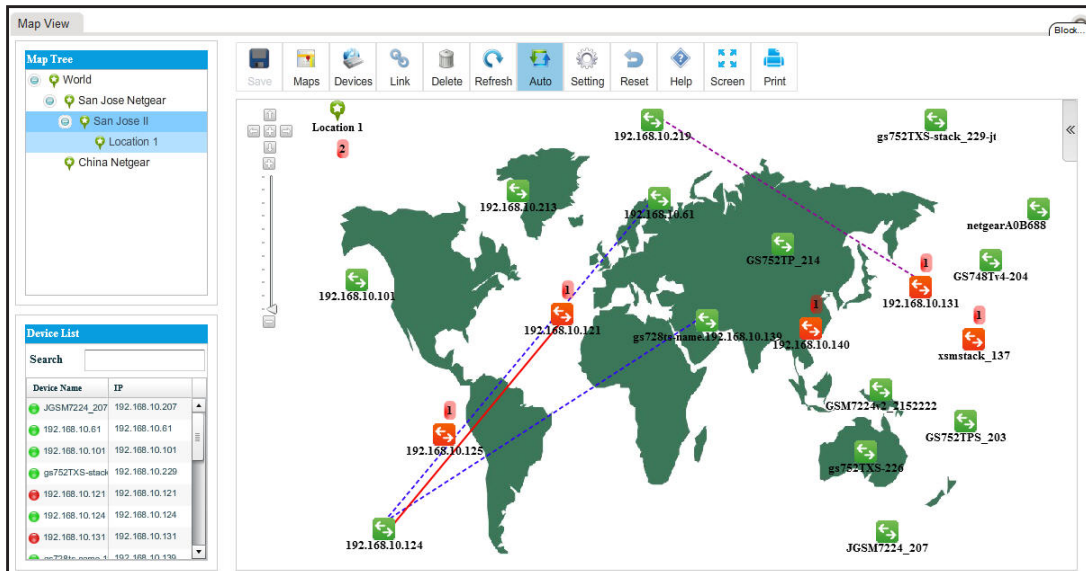 Map View
Block...
Map Tree
World
San Jose Netgear
San Jose II
Location 1
China Netgear
Save
Maps
Devices
Link
Delete
Refresh
Auto
Setting
Reset
Help
Screen
Print
Location 1
2
192.168.10.219
gs752TXS-stack_229-jt
192.168.10.213
192.168.10.61
netgearA0B688
GS752TP_214
GS748Tv4-204
192.168.10.101
1
192.168.10.131
1
192.168.10.121
1
192.168.10.140
gs728ts-name.192.168.10.139
1
xsmstack_137
GSM7224v2_2152222
GS752TPS_203
1
192.168.10.125
gs752TXS-226
192.168.10.124
JGSM7224_207
Device List
Search
Device Name IP
JGSM7224_207 192.168.10.207
192.168.10.61 192.168.10.61
192.168.10.101 192.168.10.101
gs752TXS-stack 192.168.10.229
192.168.10.121 192.168.10.121
192.168.10.124 192.168.10.124
192.168.10.131 192.168.10.131
gs728ts-name.1 192.168.10.139